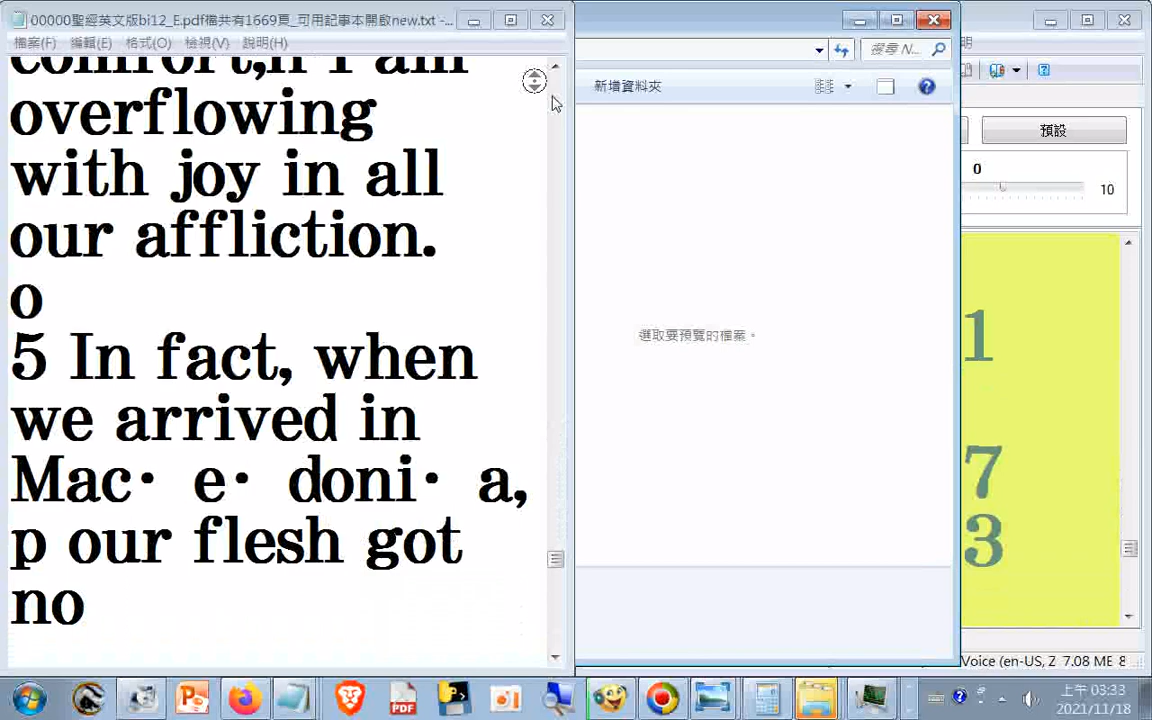 00000聖經英文版bi12_E.pdf檔共有1669頁_可用記事本開啟new.txt -...
檔案(F) 編輯(E) 格式(O) 檢視(V) 說明(H)
comfort,n I am
overflowing
with joy in all
our affliction.
o
5 In fact, when
we arrived in
Mac· e· doni· a,
p our flesh got
no
搜尋 N...
新增資料夾
選取要預覽的檔案。
明
預設
0
10
1
7
3
Voice (en-US, Z 7.08 ME 8
PDF
上午 03:33
2021/11/18